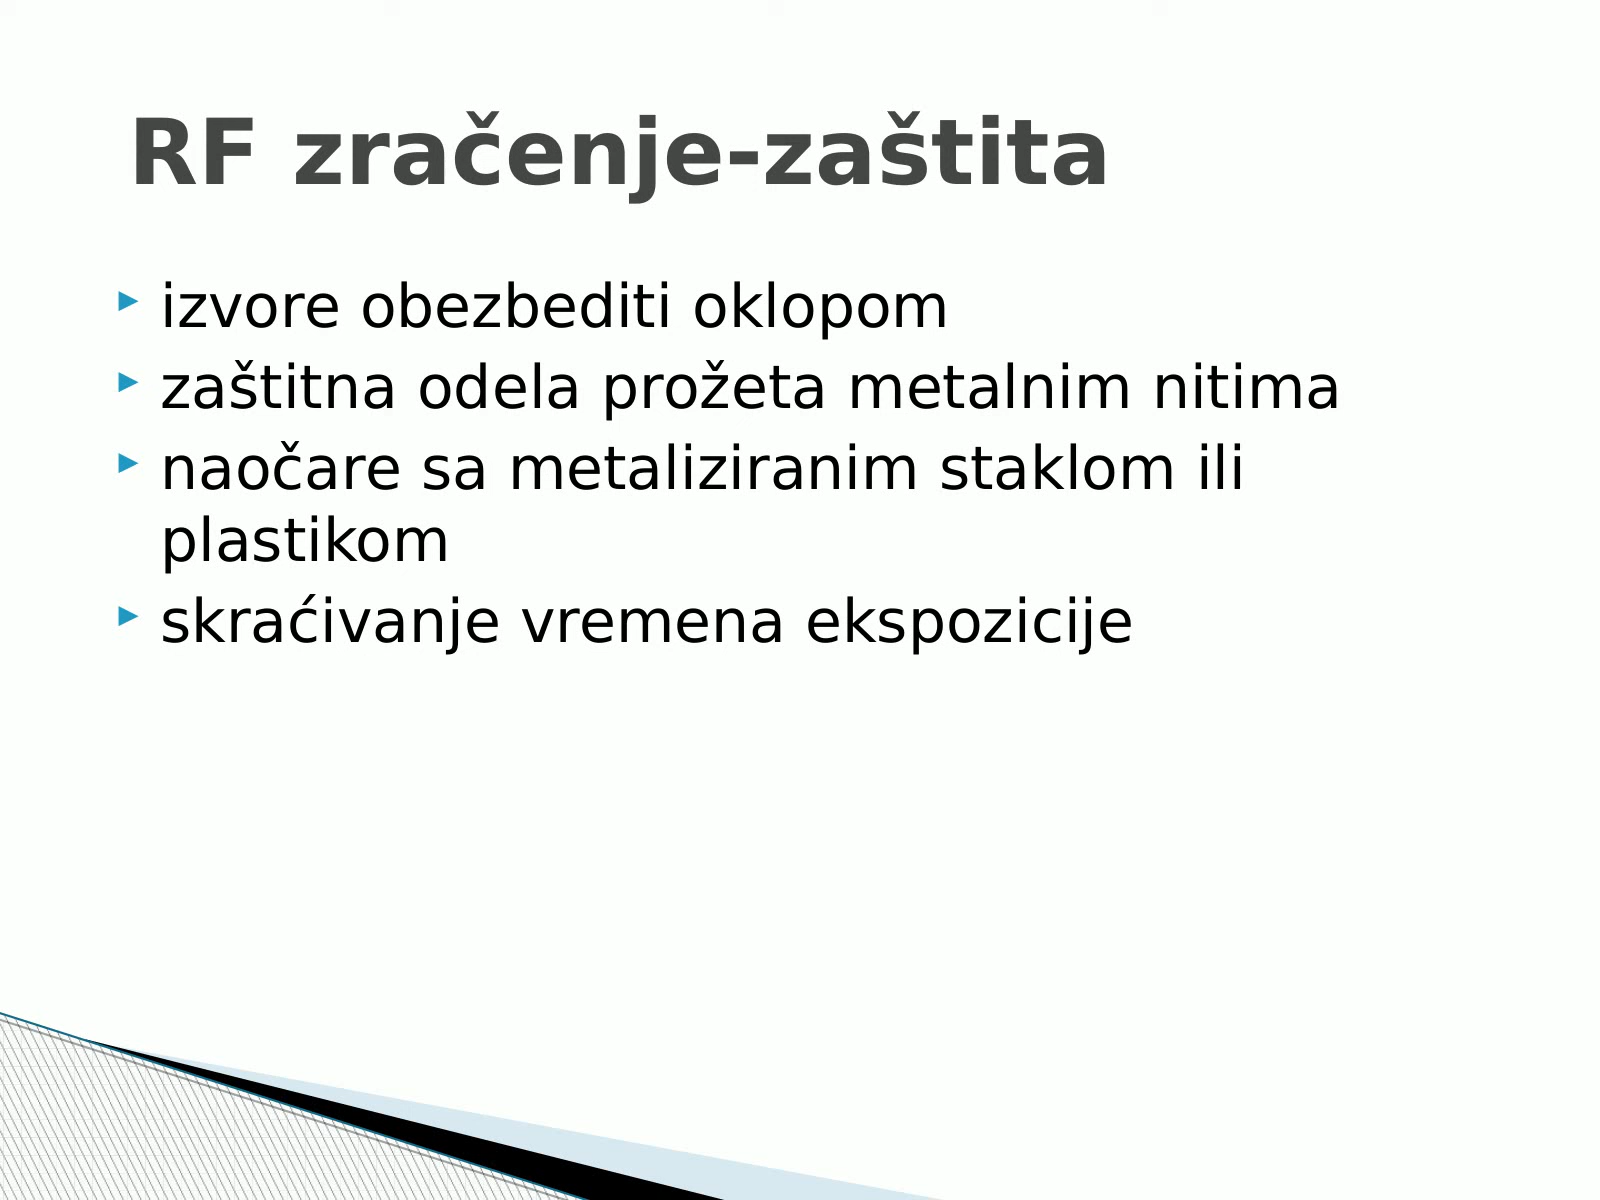 RF zračenje-zaštita
izvore obezbediti oklopom
zaštitna odela prožeta metalnim nitima
naočare sa metaliziranim staklom ili
plastikom
skraćivanje vremena ekspozicije